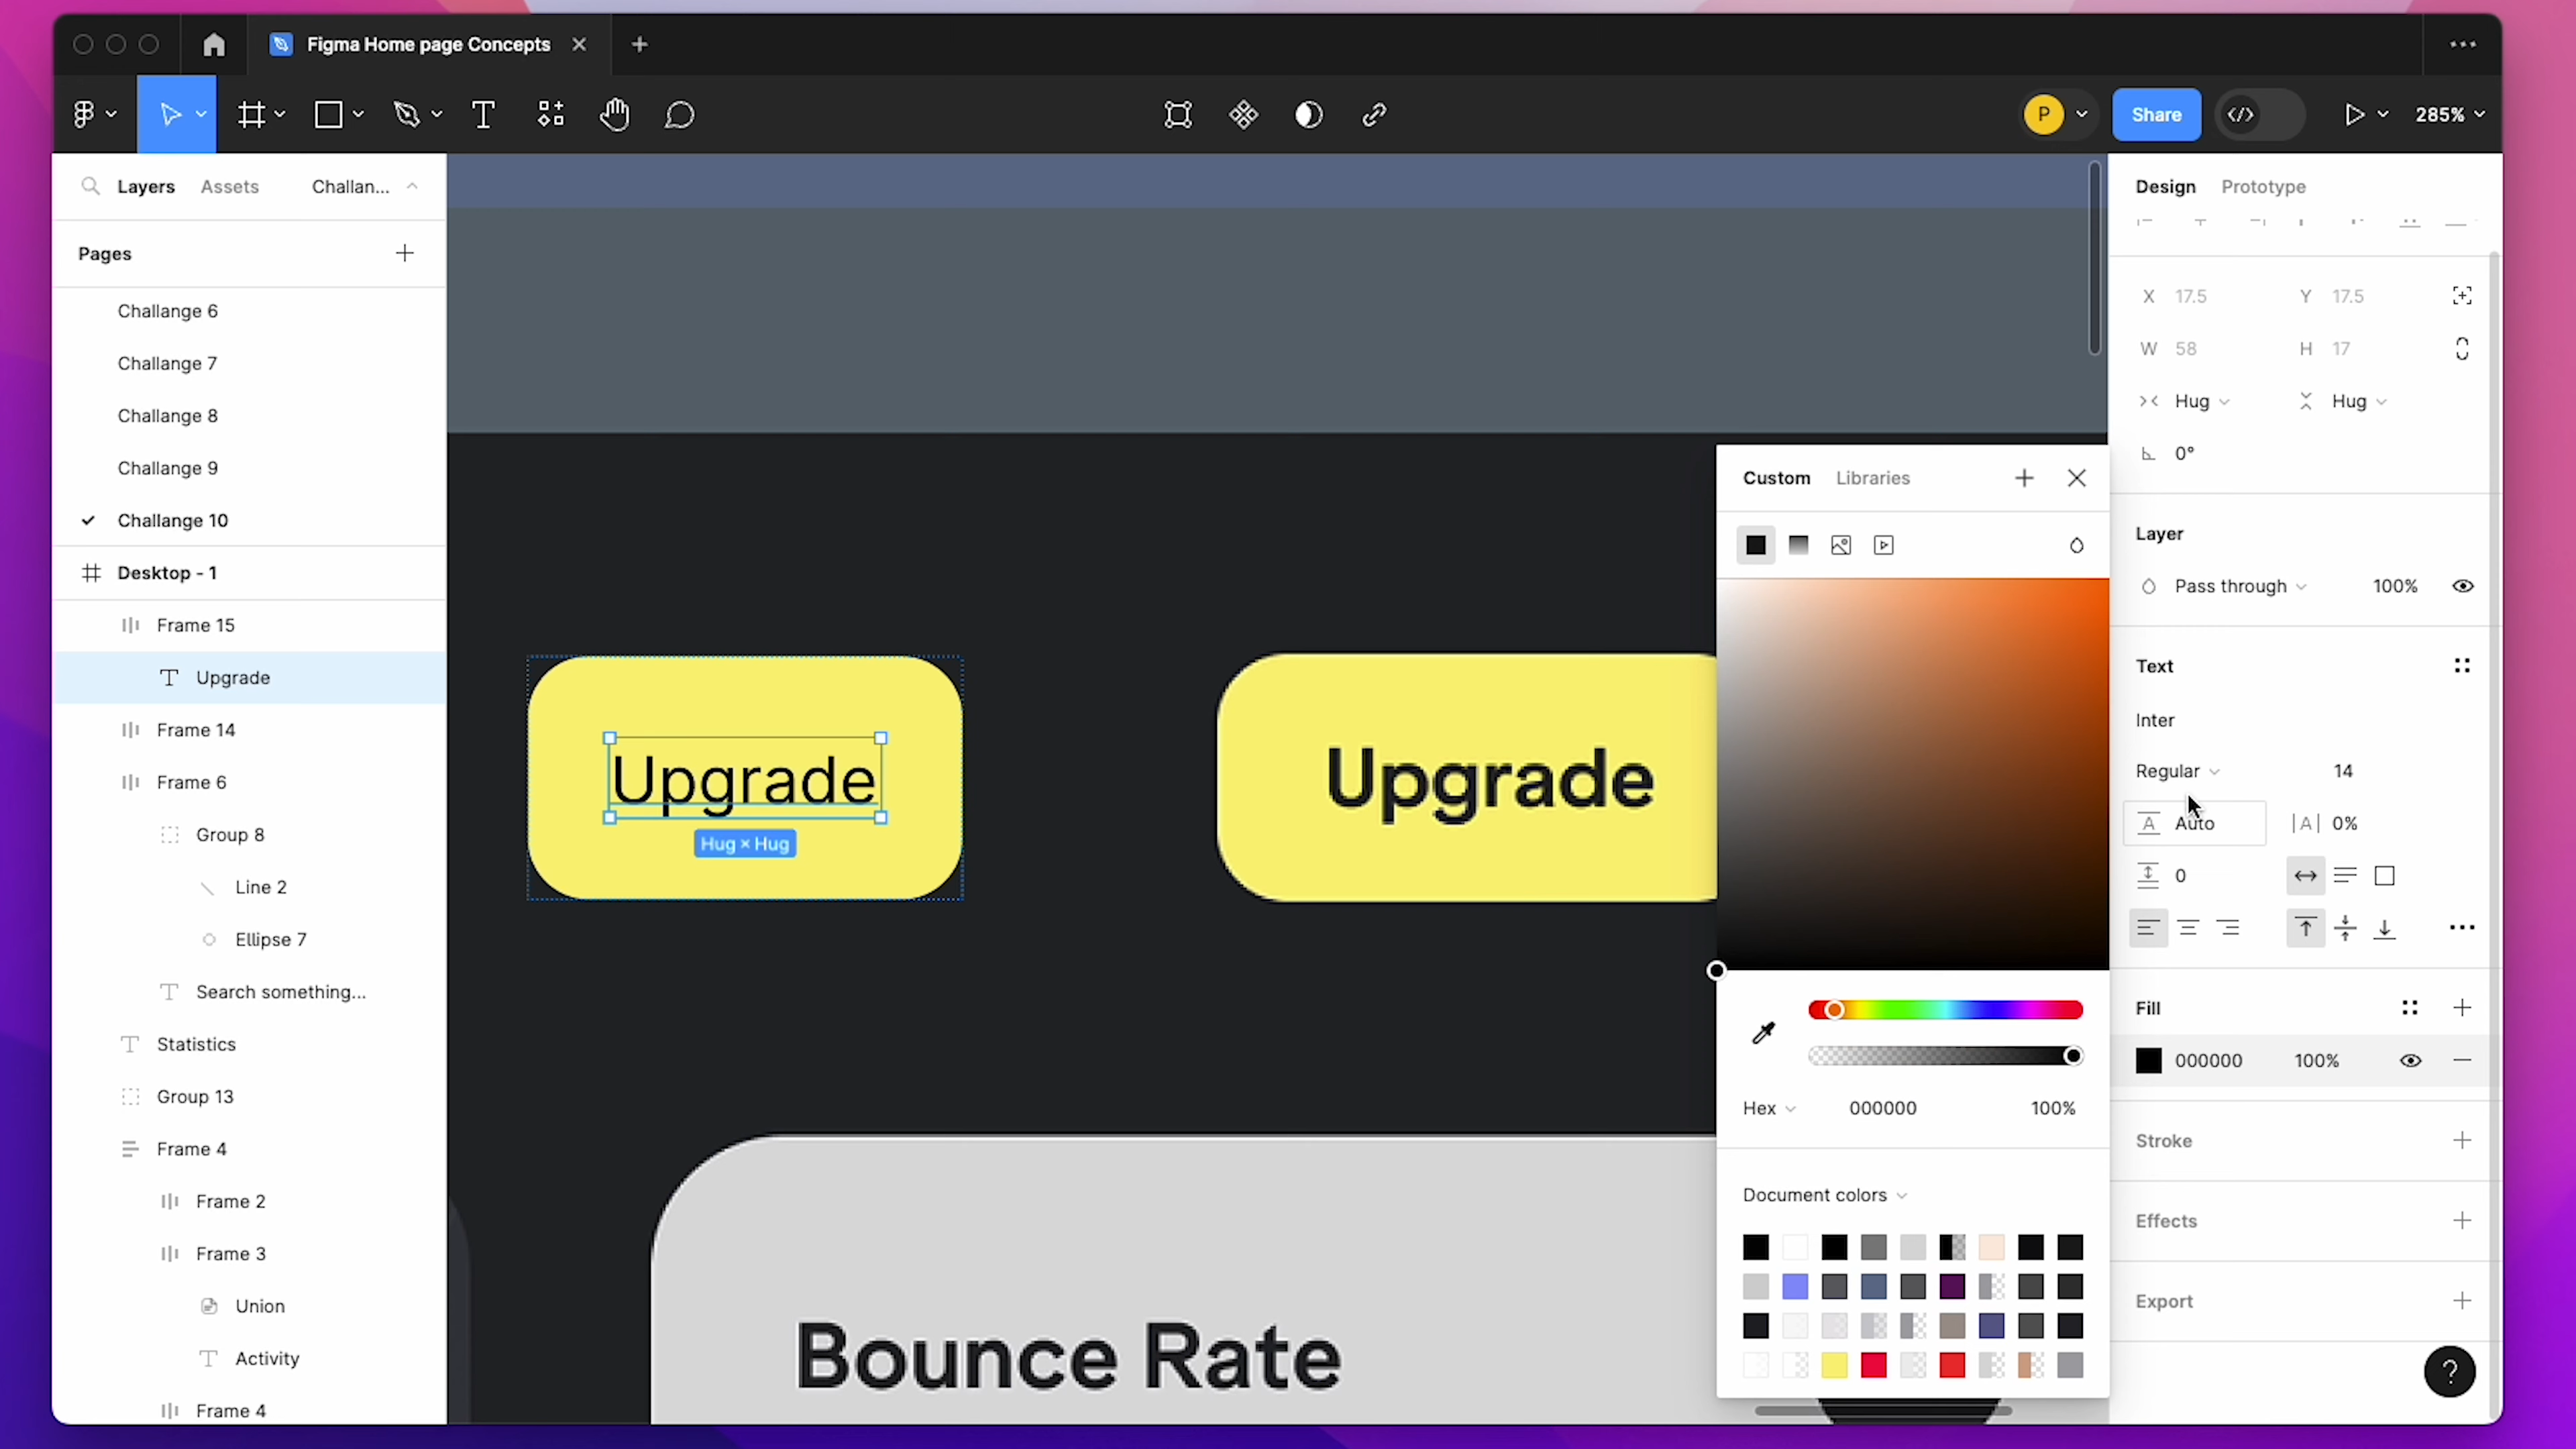 Figma Home page Concepts
P
Share
285%
Layers
Assets
Challan...
Pages
Challange 6
Challange 7
Challange 8
Challange 9
Challange 10
Desktop - 1
Frame 15
Upgrade
Frame 14
Frame 6
Group 8
Line 2
Ellipse 7
Search something...
Statistics
Group 13
Frame 4
Frame 2
Frame 3
Union
Activity
Frame 4
Upgrade
Hug × Hug
Upgrade
Bounce Rate
Custom
Libraries
Hex
000000
100%
Document colors
Design
Prototype
X 17.5
Y 17.5
W 58
H 17
Hug
Hug
0°
Layer
Pass through
100%
Text
Inter
Regular
14
A Auto
|A| 0%
0
Fill
000000
100%
Stroke
Effects
Export
?